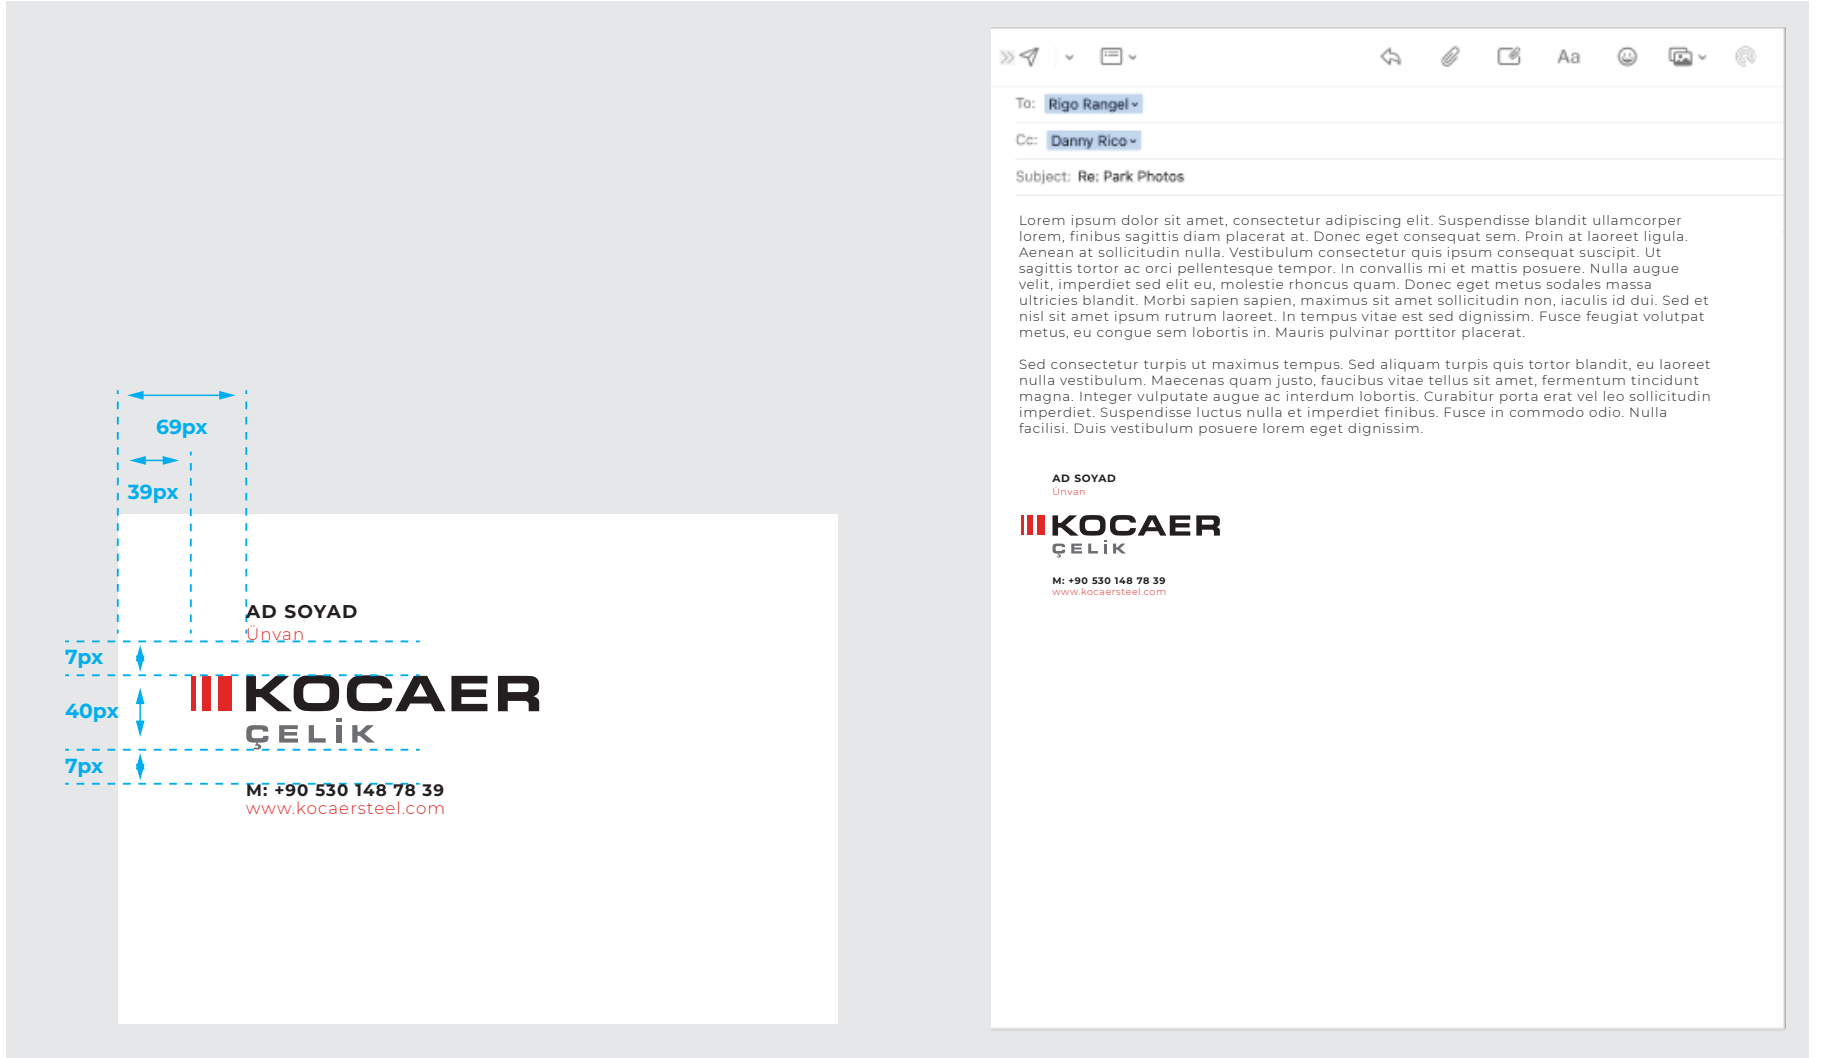 69px
39px
AD SOYAD
Ünvan
7px
40px
KOCAER
ÇELİK
7px
M: +90 530 148 78 39
www.kocaersteel.com
Aa
To: Rigo Rangel
Cc: Danny Rico
Subject: Re: Park Photos
Lorem ipsum dolor sit amet, consectetur adipiscing elit. Suspendisse blandit ullamcorper
lorem, finibus sagittis diam placerat at. Donec eget consequat sem. Proin at laoreet ligula.
Aenean at sollicitudin nulla. Vestibulum consectetur quis ipsum consequat suscipit. Ut
sagittis tortor ac orci pellentesque tempor. In convallis mi et mattis posuere. Nulla augue
velit, imperdiet sed elit eu, molestie rhoncus quam. Donec eget metus sodales massa
ultricies blandit. Morbi sapien sapien, maximus sit amet sollicitudin non, iaculis id dui. Sed et
nisl sit amet ipsum rutrum laoreet. In tempus vitae est sed dignissim. Fusce feugiat volutpat
metus, eu congue sem lobortis in. Mauris pulvinar porttitor placerat.
Sed consectetur turpis ut maximus tempus. Sed aliquam turpis quis tortor blandit, eu laoreet
nulla vestibulum. Maecenas quam justo, faucibus vitae tellus sit amet, fermentum tincidunt
magna. Integer vulputate augue ac interdum lobortis. Curabitur porta erat vel leo sollicitudin
imperdiet. Suspendisse luctus nulla et imperdiet finibus. Fusce in commodo odio. Nulla
facilisi. Duis vestibulum posuere lorem eget dignissim.
AD SOYAD
Ünvan
KOCAER
ÇELİK
M: +90 530 148 78 39
www.kocaersteel.com